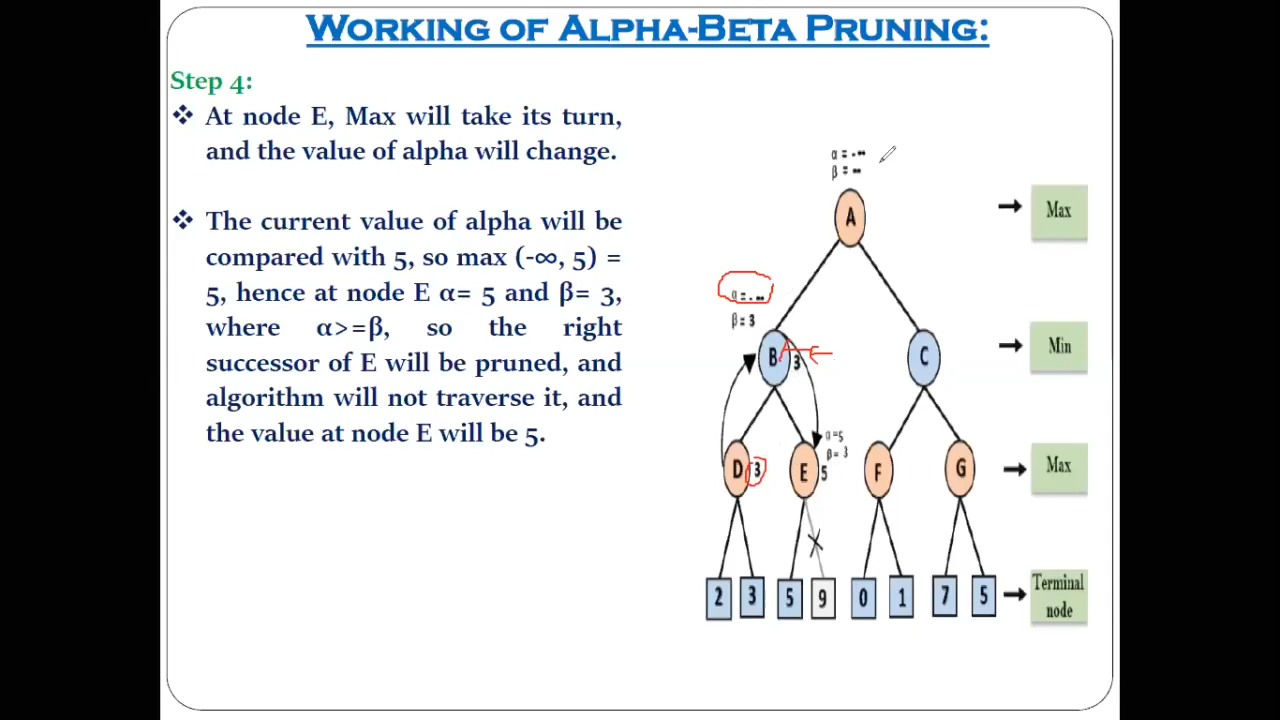 Working of Alpha-Beta Pruning:
Step 4:
❖ At node E, Max will take its turn,
and the value of alpha will change.
❖ The current value of alpha will be
compared with 5, so max (-∞, 5) =
5, hence at node E α= 5 and β= 3,
where α>=β, so the right
successor of E will be pruned, and
algorithm will not traverse it, and
the value at node E will be 5.
α = - ∞
β = ∞
A
Max
α = - ∞
β = 3
B
3
C
Min
α =5
β = 3
D
3
E
5
F
G
Max
2
3
5
9
0
1
7
5
Terminal
node